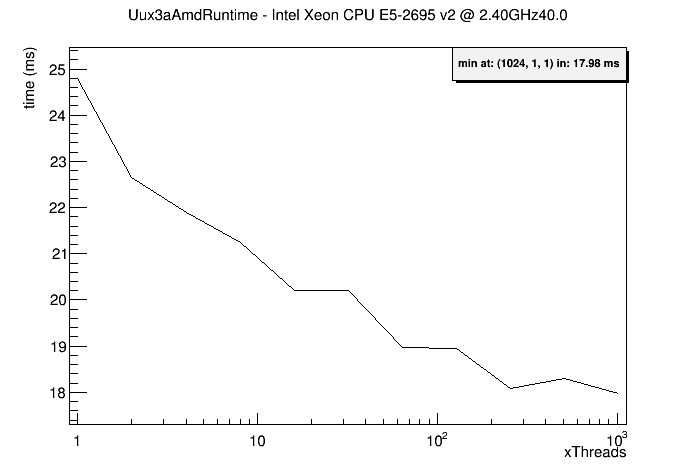 Uux3aAmdRuntime - Intel Xeon CPU E5-2695 v2 @ 2.40GHz40.0
min at: (1024, 1, 1) in: 17.98 ms
time (ms)
25
24
23
22
21
20
19
18
1 10 10² 10³
xThreads